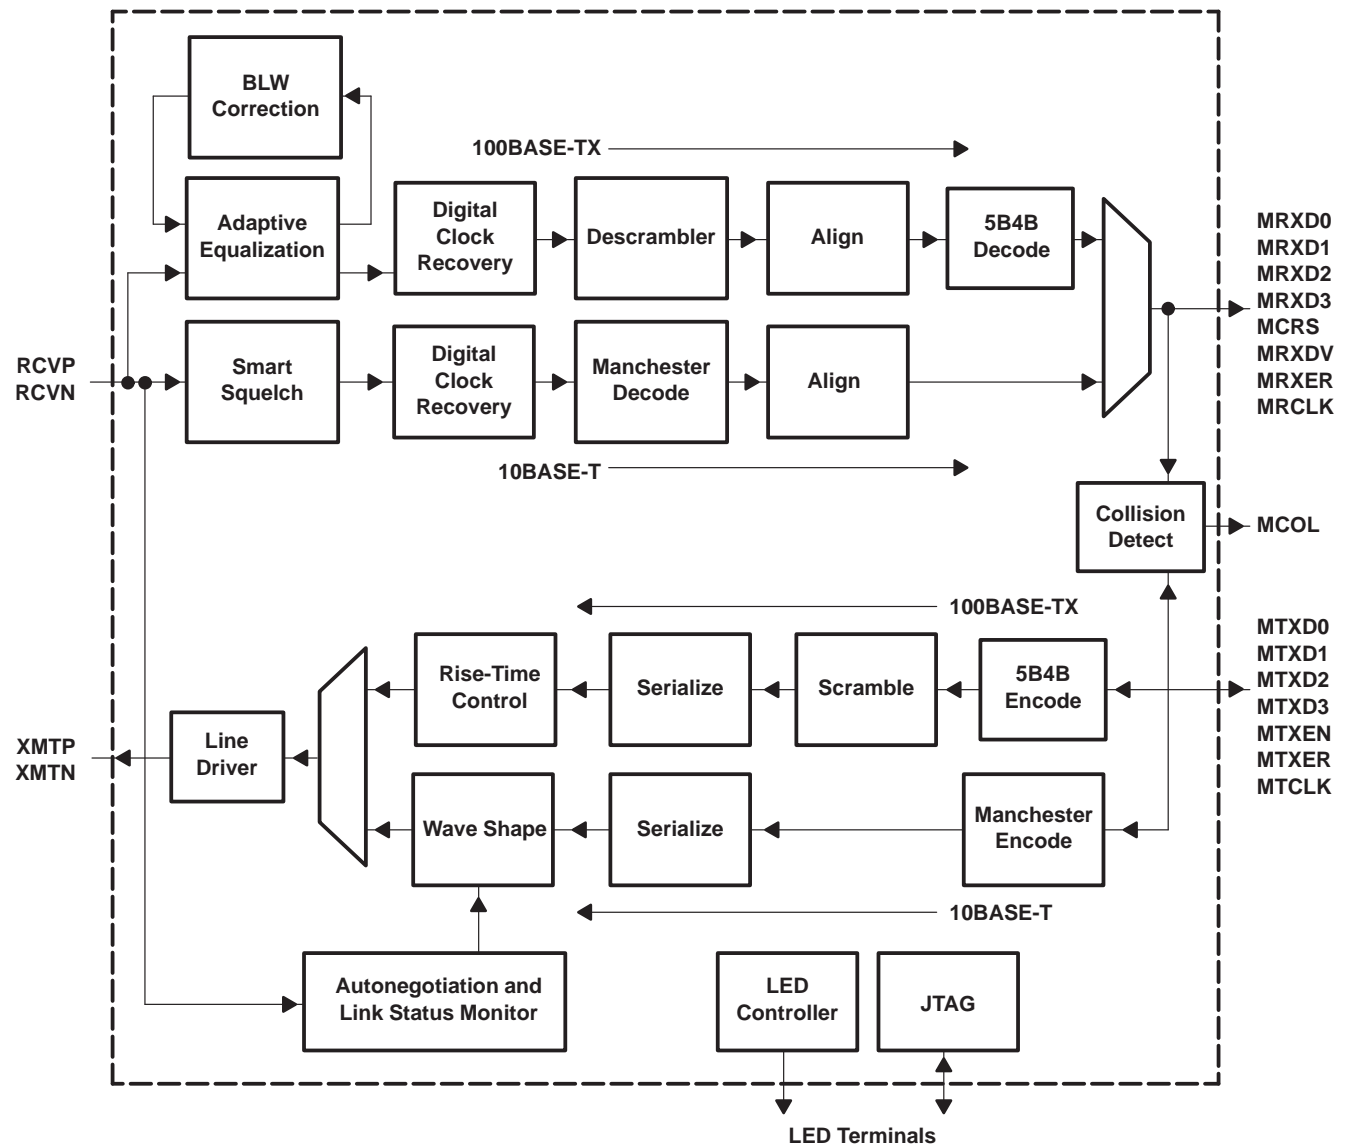 BLW
Correction
100BASE-TX
Adaptive
Equalization
Digital
Clock
Recovery
Descrambler
Align
5B4B
Decode
MRXD0
MRXD1
MRXD2
MRXD3
MCRS
MRXDV
MRXER
MRCLK
RCVP
RCVN
Smart
Squelch
Digital
Clock
Recovery
Manchester
Decode
Align
10BASE-T
Collision
Detect
MCOL
100BASE-TX
MTXD0
MTXD1
MTXD2
MTXD3
MTXEN
MTXER
MTCLK
Rise-Time
Control
Serialize
Scramble
5B4B
Encode
XMTP
XMTN
Line
Driver
Wave Shape
Serialize
Manchester
Encode
10BASE-T
Autonegotiation and
Link Status Monitor
LED
Controller
JTAG
LED Terminals